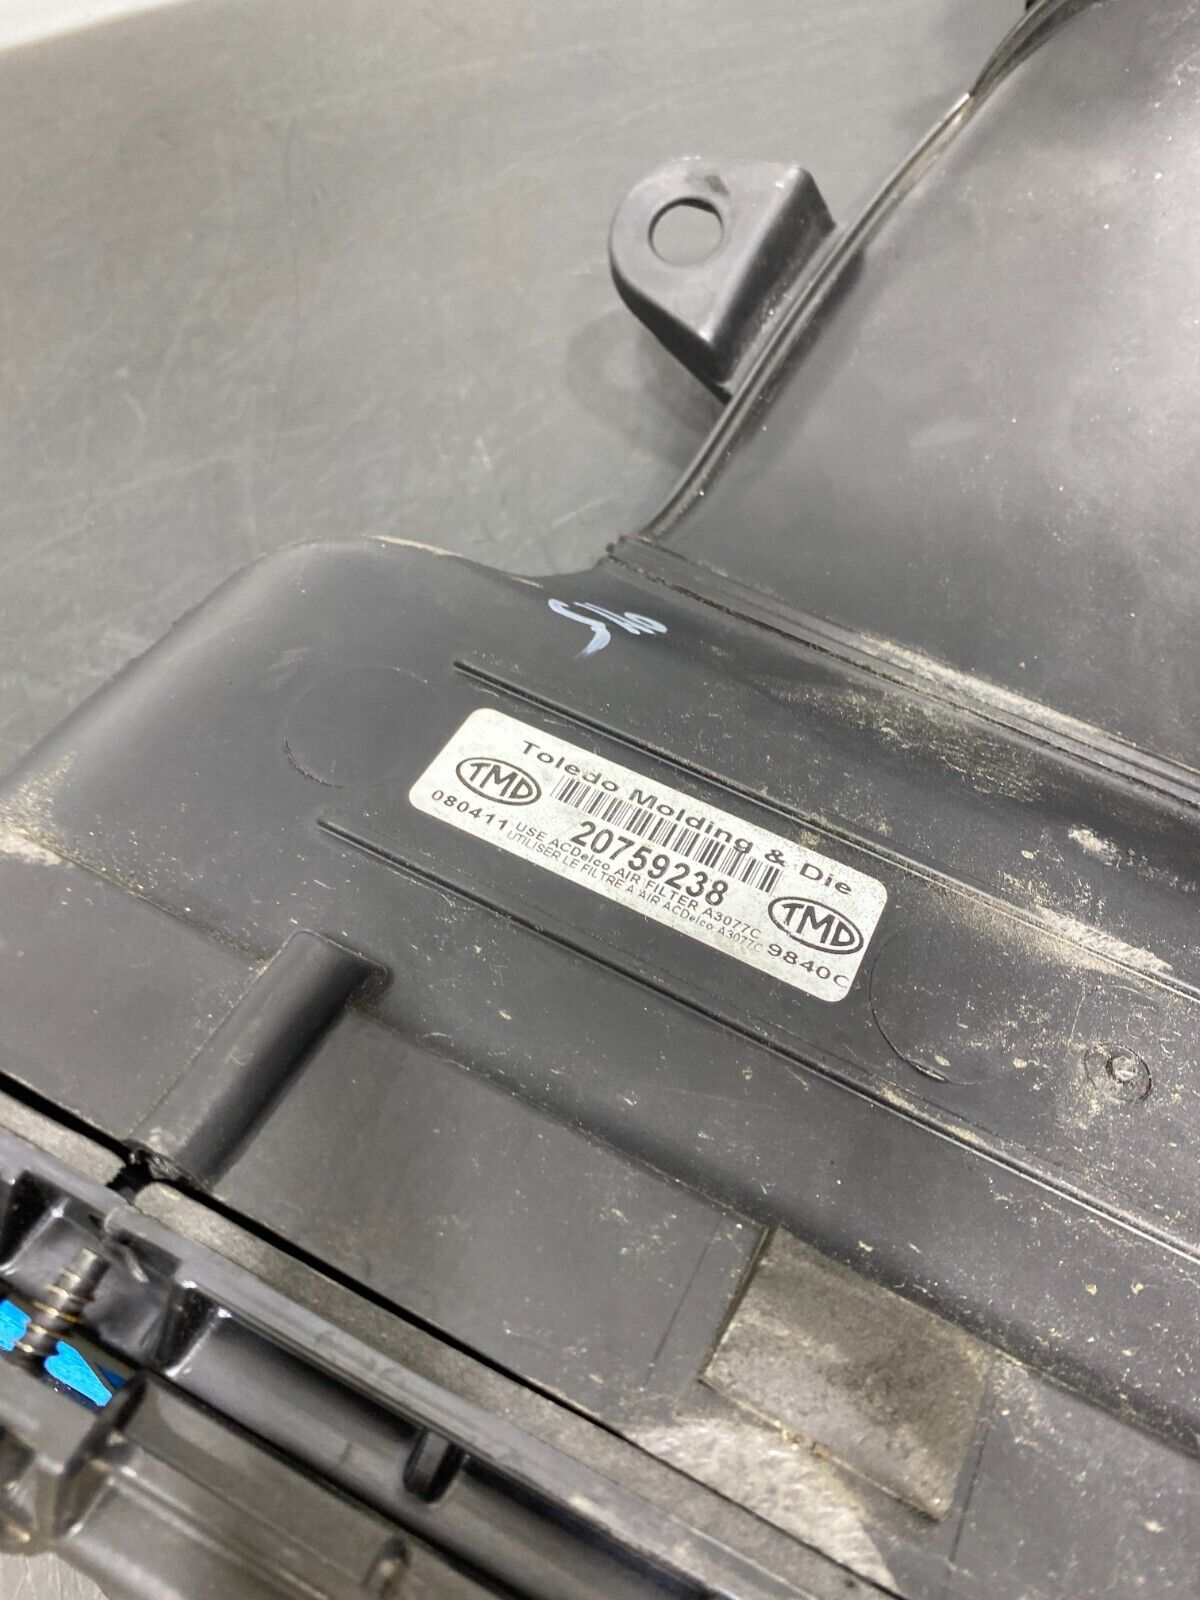 Toledo Molding & Die
TMD
20759238
TMD
080411 USE ACDelco AIR FILTER A3077C
UTILISER LE FILTRE A AIR ACDelco A3077C 9840C